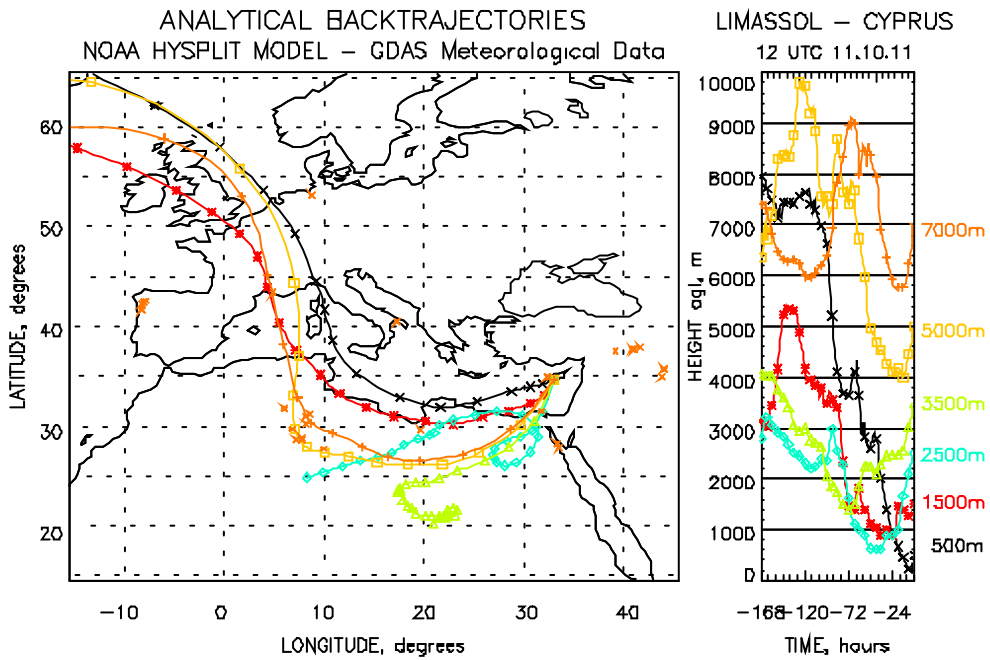 ANALYTICAL BACKTRAJECTORIES
NOAA HYSPLIT MODEL – GDAS Meteorological Data
LIMASSOL – CYPRUS
12 UTC 11.10.11
LATITUDE, degrees
60
50
40
30
20
-10
0
10
20
30
40
LONGITUDE, degrees
HEIGHT agl, m
10000
9000
8000
7000
6000
5000
4000
3000
2000
1000
0
-168
-120
-72
-24
TIME, hours
7000m
5000m
3500m
2500m
1500m
500m